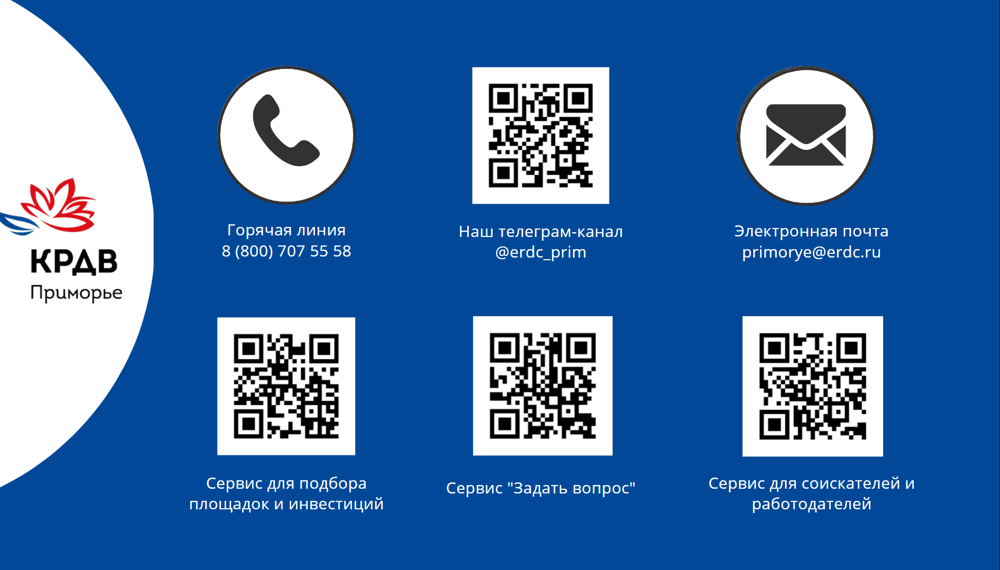 КРДВ
Приморье
Горячая линия
8 (800) 707 55 58
Наш телеграм-канал
@erdc_prim
Электронная почта
primorye@erdc.ru
Сервис для подбора
площадок и инвестиций
Сервис "Задать вопрос"
Сервис для соискателей и
работодателей